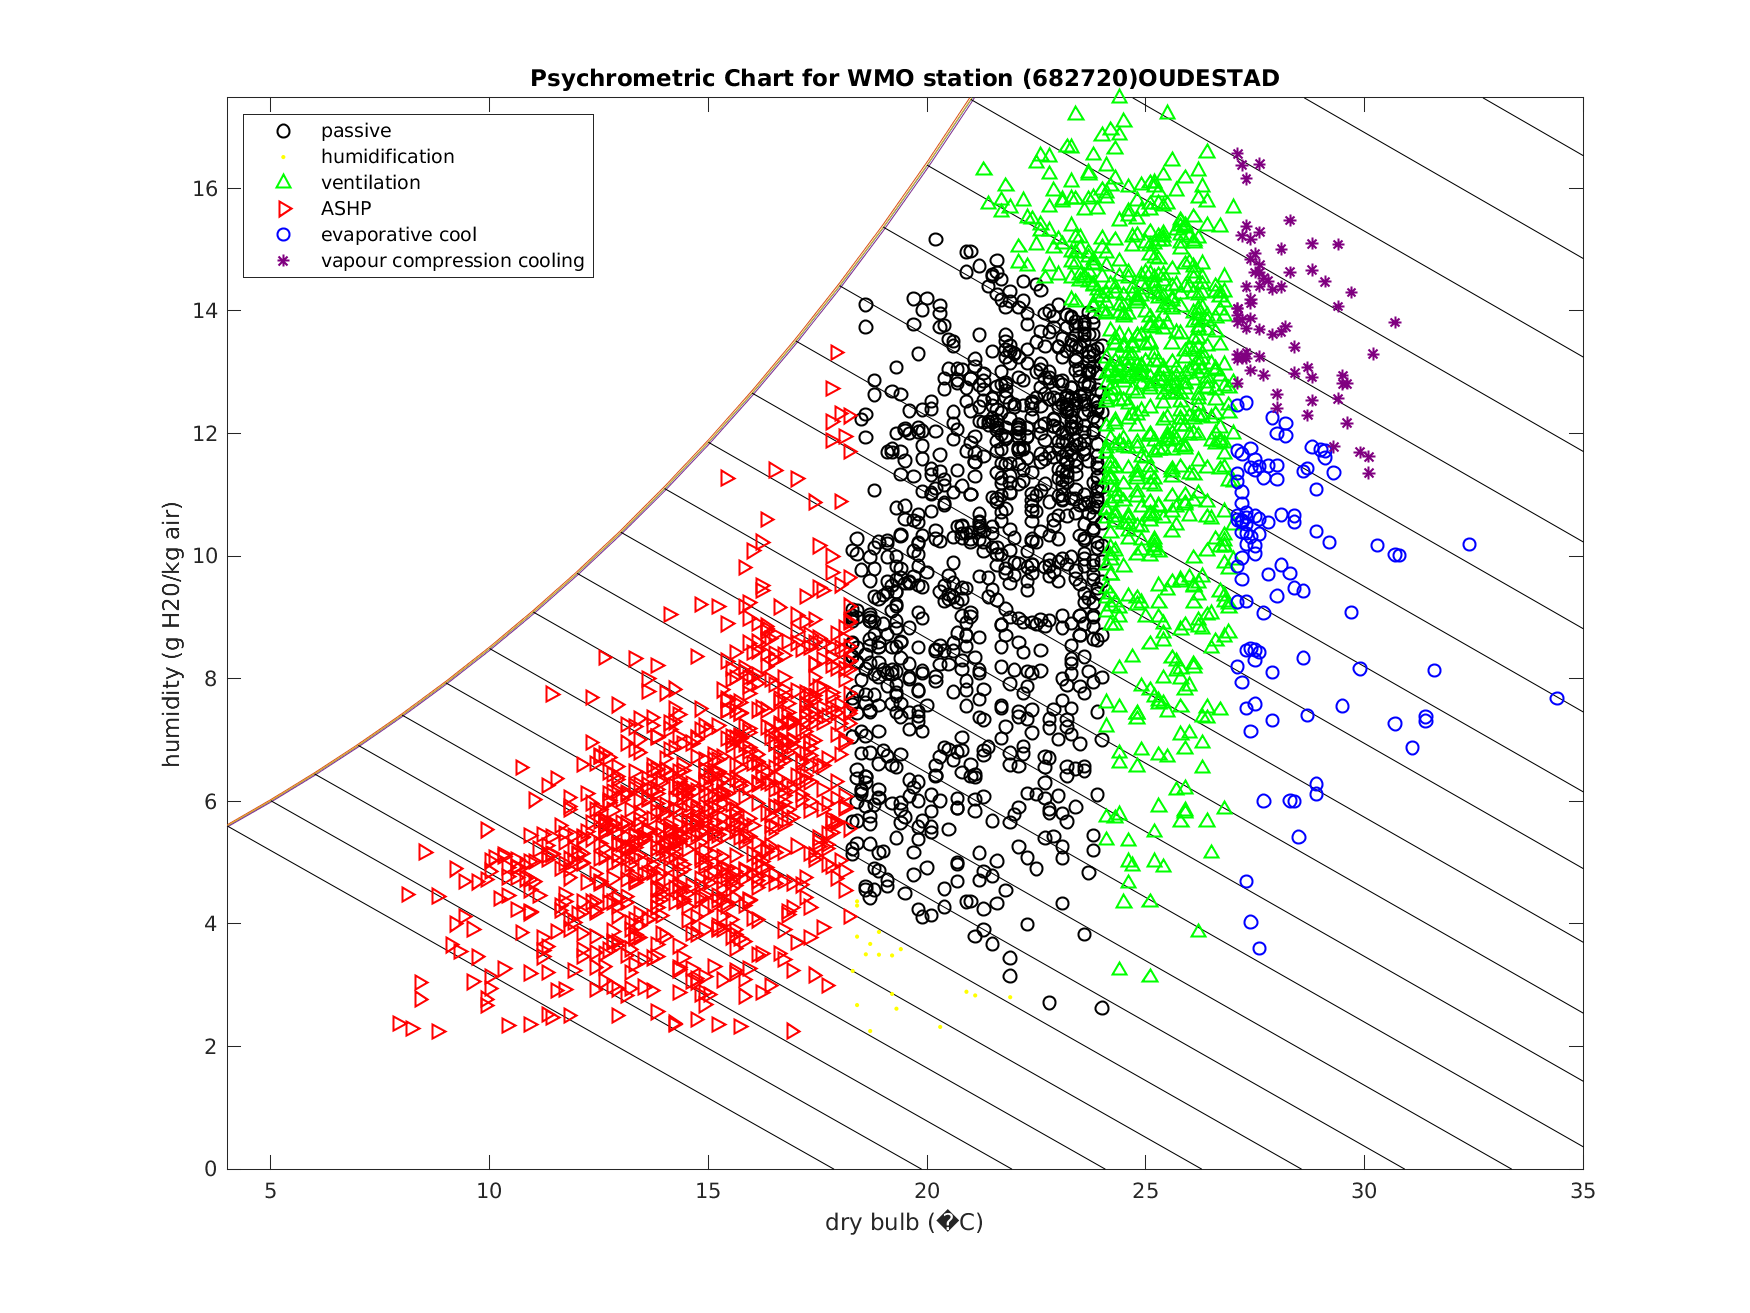 Psychrometric Chart for WMO station (682720)OUDESTAD
passive
humidification
ventilation
ASHP
evaporative cool
vapour compression cooling
humidity (g H20/kg air)
16
14
12
10
8
6
4
2
0
5 10 15 20 25 30 35
dry bulb (�C)